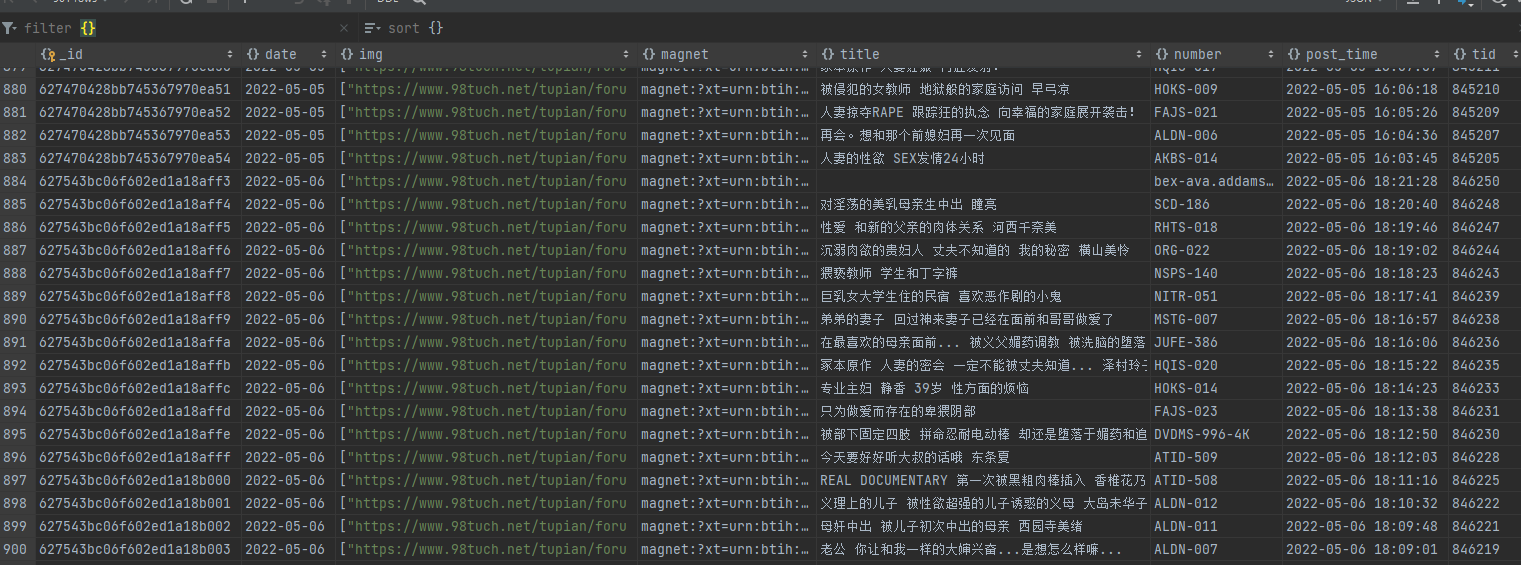 filter {} × sort {}
_id date img magnet title number post_time tid
880 627470428bb745367970ea51 2022-05-05 ["https://www.98tuch.net/tupian/foru magnet:?xt=urn:btih:… 被侵犯的女教师 地狱般的家庭访问 早弓凉 HOKS-009 2022-05-05 16:06:18 845210
881 627470428bb745367970ea52 2022-05-05 ["https://www.98tuch.net/tupian/foru magnet:?xt=urn:btih:… 人妻掠夺RAPE 跟踪狂的执念 向幸福的家庭展开袭击! FAJS-021 2022-05-05 16:05:26 845209
882 627470428bb745367970ea53 2022-05-05 ["https://www.98tuch.net/tupian/foru magnet:?xt=urn:btih:… 再会。想和那个前媳妇再一次见面 ALDN-006 2022-05-05 16:04:36 845207
883 627470428bb745367970ea54 2022-05-05 ["https://www.98tuch.net/tupian/foru magnet:?xt=urn:btih:… 人妻的性欲 SEX发情24小时 AKBS-014 2022-05-05 16:03:45 845205
884 627543bc06f602ed1a18aff3 2022-05-06 ["https://www.98tuch.net/tupian/foru magnet:?xt=urn:btih:… bex-ava.addams… 2022-05-06 18:21:28 846250
885 627543bc06f602ed1a18aff4 2022-05-06 ["https://www.98tuch.net/tupian/foru magnet:?xt=urn:btih:… 对淫荡的美乳母亲生中出 瞳亮 SCD-186 2022-05-06 18:20:40 846248
886 627543bc06f602ed1a18aff5 2022-05-06 ["https://www.98tuch.net/tupian/foru magnet:?xt=urn:btih:… 性爱 和新的父亲的肉体关系 河西千奈美 RHTS-018 2022-05-06 18:19:46 846247
887 627543bc06f602ed1a18aff6 2022-05-06 ["https://www.98tuch.net/tupian/foru magnet:?xt=urn:btih:… 沉溺肉欲的贵妇人 丈夫不知道的 我的秘密 横山美怜 ORG-022 2022-05-06 18:19:02 846244
888 627543bc06f602ed1a18aff7 2022-05-06 ["https://www.98tuch.net/tupian/foru magnet:?xt=urn:btih:… 猥亵教师 学生和丁字裤 NSPS-140 2022-05-06 18:18:23 846243
889 627543bc06f602ed1a18aff8 2022-05-06 ["https://www.98tuch.net/tupian/foru magnet:?xt=urn:btih:… 巨乳女大学生住的民宿 喜欢恶作剧的小鬼 NITR-051 2022-05-06 18:17:41 846239
890 627543bc06f602ed1a18aff9 2022-05-06 ["https://www.98tuch.net/tupian/foru magnet:?xt=urn:btih:… 弟弟的妻子 回过神来妻子已经在面前和哥哥做爱了 MSTG-007 2022-05-06 18:16:57 846238
891 627543bc06f602ed1a18affa 2022-05-06 ["https://www.98tuch.net/tupian/foru magnet:?xt=urn:btih:… 在最喜欢的母亲面前... 被义父媚药调教 被洗脑的堕落 JUFE-386 2022-05-06 18:16:06 846236
892 627543bc06f602ed1a18affb 2022-05-06 ["https://www.98tuch.net/tupian/foru magnet:?xt=urn:btih:… 冢本原作 人妻的密会 一定不能被丈夫知道... 泽村玲子 HQIS-020 2022-05-06 18:15:22 846235
893 627543bc06f602ed1a18affc 2022-05-06 ["https://www.98tuch.net/tupian/foru magnet:?xt=urn:btih:… 专业主妇 静香 39岁 性方面的烦恼 HOKS-014 2022-05-06 18:14:23 846233
894 627543bc06f602ed1a18affd 2022-05-06 ["https://www.98tuch.net/tupian/foru magnet:?xt=urn:btih:… 只为做爱而存在的卑猥阴部 FAJS-023 2022-05-06 18:13:38 846231
895 627543bc06f602ed1a18affe 2022-05-06 ["https://www.98tuch.net/tupian/foru magnet:?xt=urn:btih:… 被部下固定四肢 拼命忍耐电动棒 却还是堕落于媚药和追 DVDMS-996-4K 2022-05-06 18:12:50 846230
896 627543bc06f602ed1a18afff 2022-05-06 ["https://www.98tuch.net/tupian/foru magnet:?xt=urn:btih:… 今天要好好听大叔的话哦 东条夏 ATID-509 2022-05-06 18:12:03 846228
897 627543bc06f602ed1a18b000 2022-05-06 ["https://www.98tuch.net/tupian/foru magnet:?xt=urn:btih:… REAL DOCUMENTARY 第一次被黑粗肉棒插入 香椎花乃 ATID-508 2022-05-06 18:11:16 846225
898 627543bc06f602ed1a18b001 2022-05-06 ["https://www.98tuch.net/tupian/foru magnet:?xt=urn:btih:… 义理上的儿子 被性欲超强的儿子诱惑的义母 大岛未华子 ALDN-012 2022-05-06 18:10:32 846222
899 627543bc06f602ed1a18b002 2022-05-06 ["https://www.98tuch.net/tupian/foru magnet:?xt=urn:btih:… 母奸中出 被儿子初次中出的母亲 西园寺美绪 ALDN-011 2022-05-06 18:09:48 846221
900 627543bc06f602ed1a18b003 2022-05-06 ["https://www.98tuch.net/tupian/foru magnet:?xt=urn:btih:… 老公 你让和我一样的大婶兴奋...是想怎么样嘛... ALDN-007 2022-05-06 18:09:01 846219